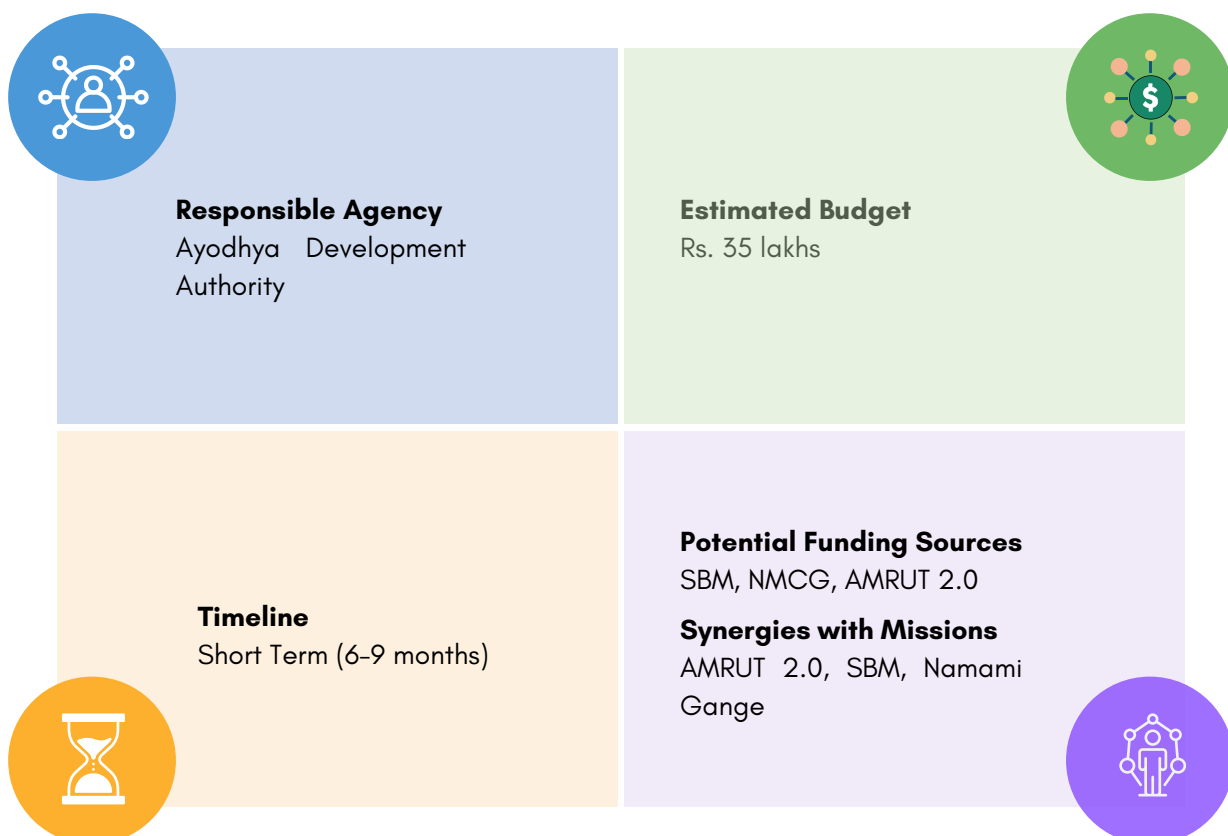 Responsible Agency
Ayodhya Development
Authority
$
Estimated Budget
Rs. 35 lakhs
Timeline
Short Term (6-9 months)
Potential Funding Sources
SBM, NMCG, AMRUT 2.0
Synergies with Missions
AMRUT 2.0, SBM, Namami
Gange